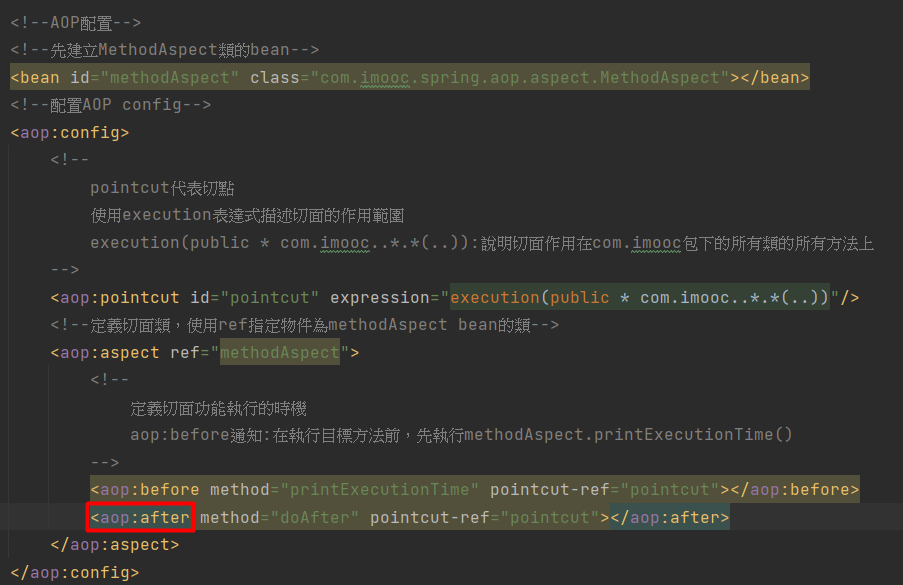 <!--AOP配置-->
<!--先建立MethodAspect類的bean-->
<bean id="methodAspect" class="com.imooc.spring.aop.aspect.MethodAspect"></bean>
<!--配置AOP config-->
<aop:config>
<!--
pointcut代表切點
使用execution表達式描述切面的作用範圍
execution(public * com.imooc..*.*(..)):說明切面作用在com.imooc包下的所有類的所有方法上
-->
<aop:pointcut id="pointcut" expression="execution(public * com.imooc..*.*(..))"/>
<!--定義切面類，使用ref指定物件為methodAspect bean的類-->
<aop:aspect ref="methodAspect">
<!--
定義切面功能執行的時機
aop:before通知:在執行目標方法前，先執行methodAspect.printExecutionTime()
-->
<aop:before method="printExecutionTime" pointcut-ref="pointcut"></aop:before>
<aop:after method="doAfter" pointcut-ref="pointcut"></aop:after>
</aop:aspect>
</aop:config>